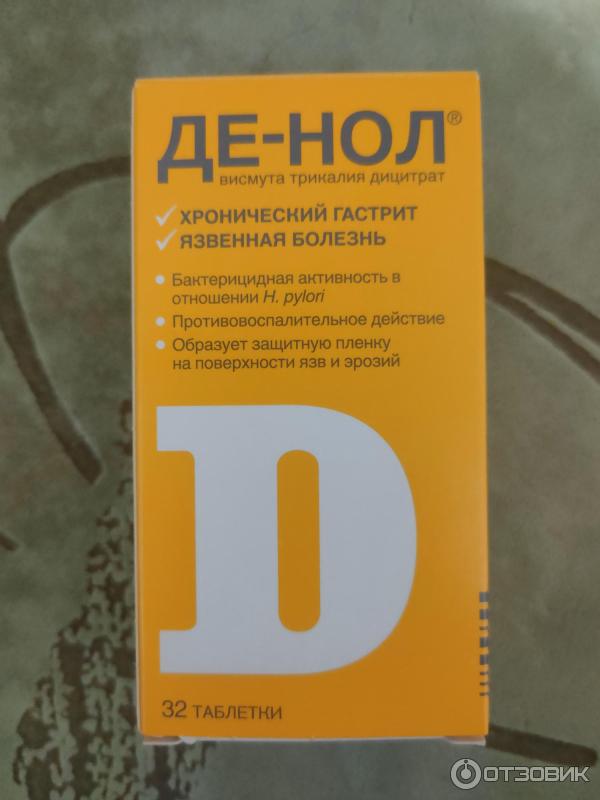 ДЕ-НОЛ®
висмута трикалия дицитрат
ХРОНИЧЕСКИЙ ГАСТРИТ
ЯЗВЕННАЯ БОЛЕЗНЬ
• Бактерицидная активность в
отношении H. pylori
• Противовоспалительное действие
• Образует защитную пленку
на поверхности язв и эрозий
D
32 ТАБЛЕТКИ
ОТЗОВИК